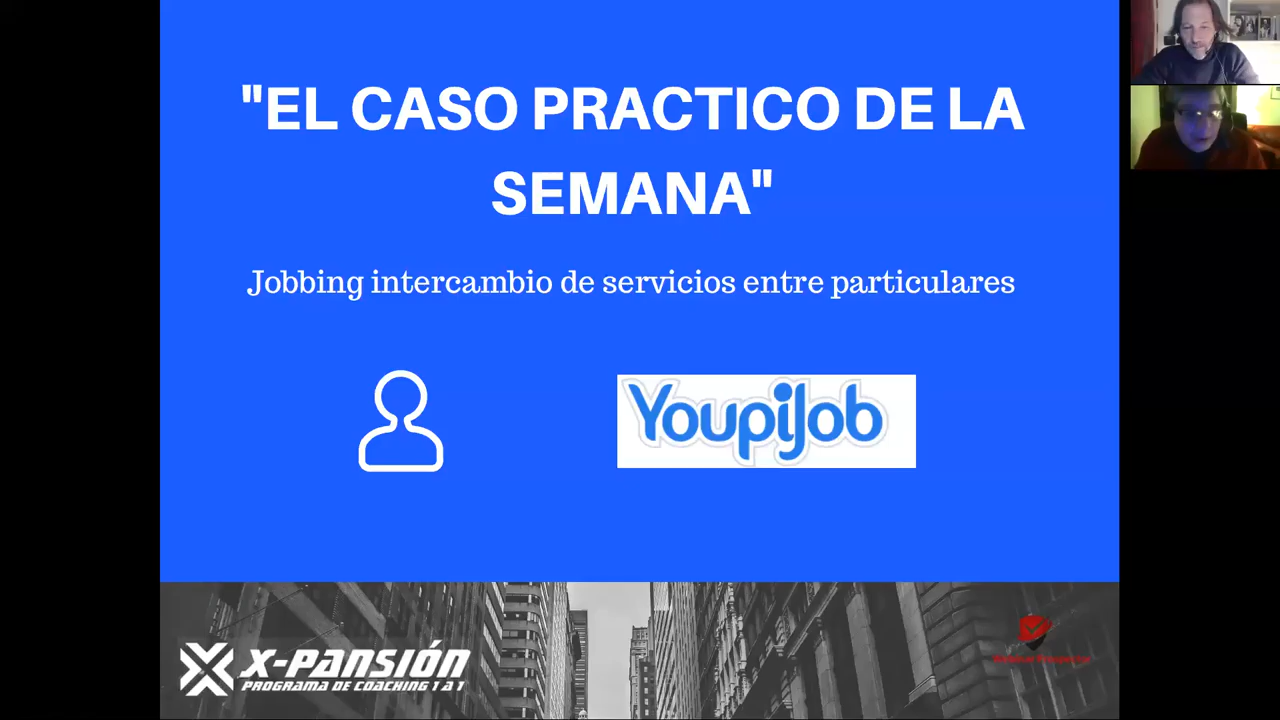 "EL CASO PRACTICO DE LA
SEMANA"
Jobbing intercambio de servicios entre particulares
YoupiJob
X-PANSIÓN
PROGRAMA DE COACHING 1 A 1